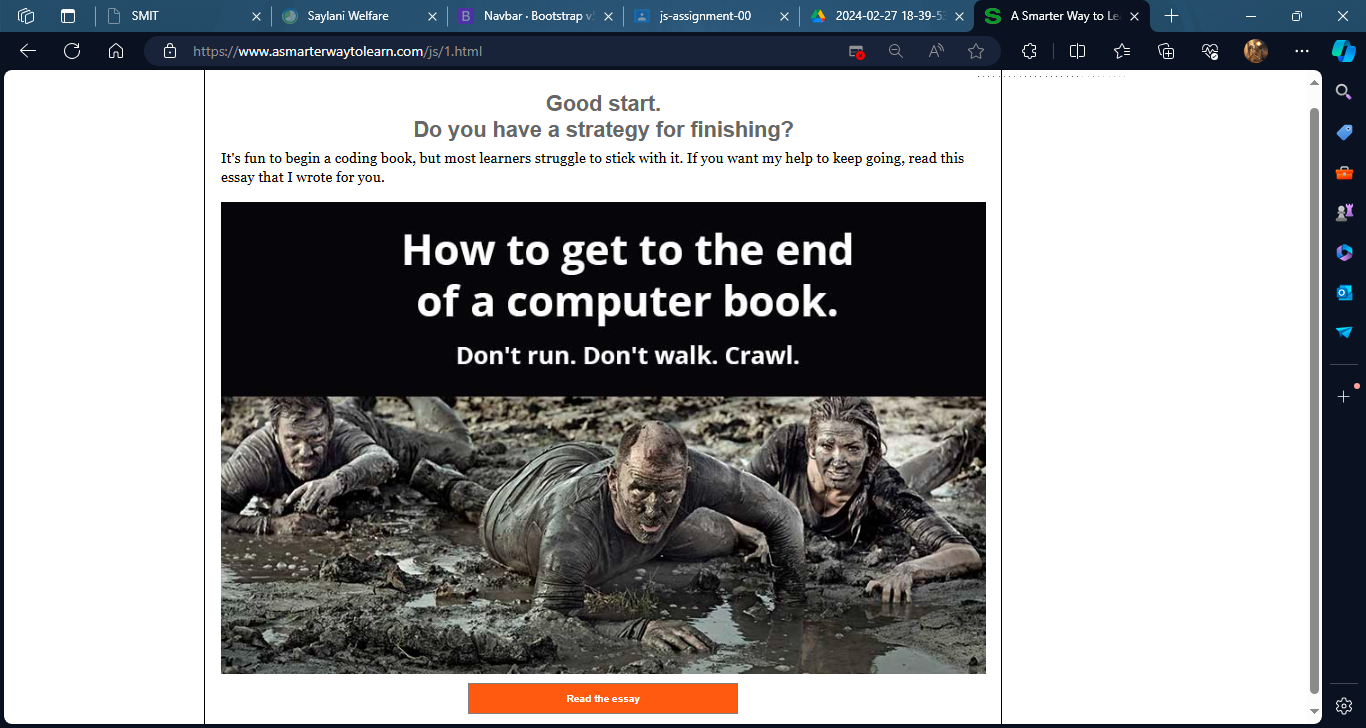 SMIT
Saylani Welfare
Navbar · Bootstrap v
js-assignment-00
2024-02-27 18-39-5
A Smarter Way to Le
https://www.asmarterwaytolearn.com/js/1.html
Good start.
Do you have a strategy for finishing?
It's fun to begin a coding book, but most learners struggle to stick with it. If you want my help to keep going, read this
essay that I wrote for you.
How to get to the end
of a computer book.
Don't run. Don't walk. Crawl.
Read the essay